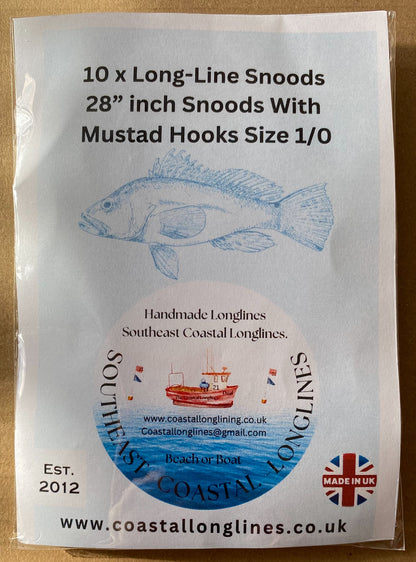 10 x Long-Line Snoods
28” inch Snoods With
Mustad Hooks Size 1/0
Handmade Longlines
Southeast Coastal Longlines.
www.coastallonglining.co.uk
Coastallonglines@gmail.com
Beach or Boat
SOUTHEAST COASTAL LONGLINES
EST.
2012
MADE IN UK
www.coastallonglines.co.uk